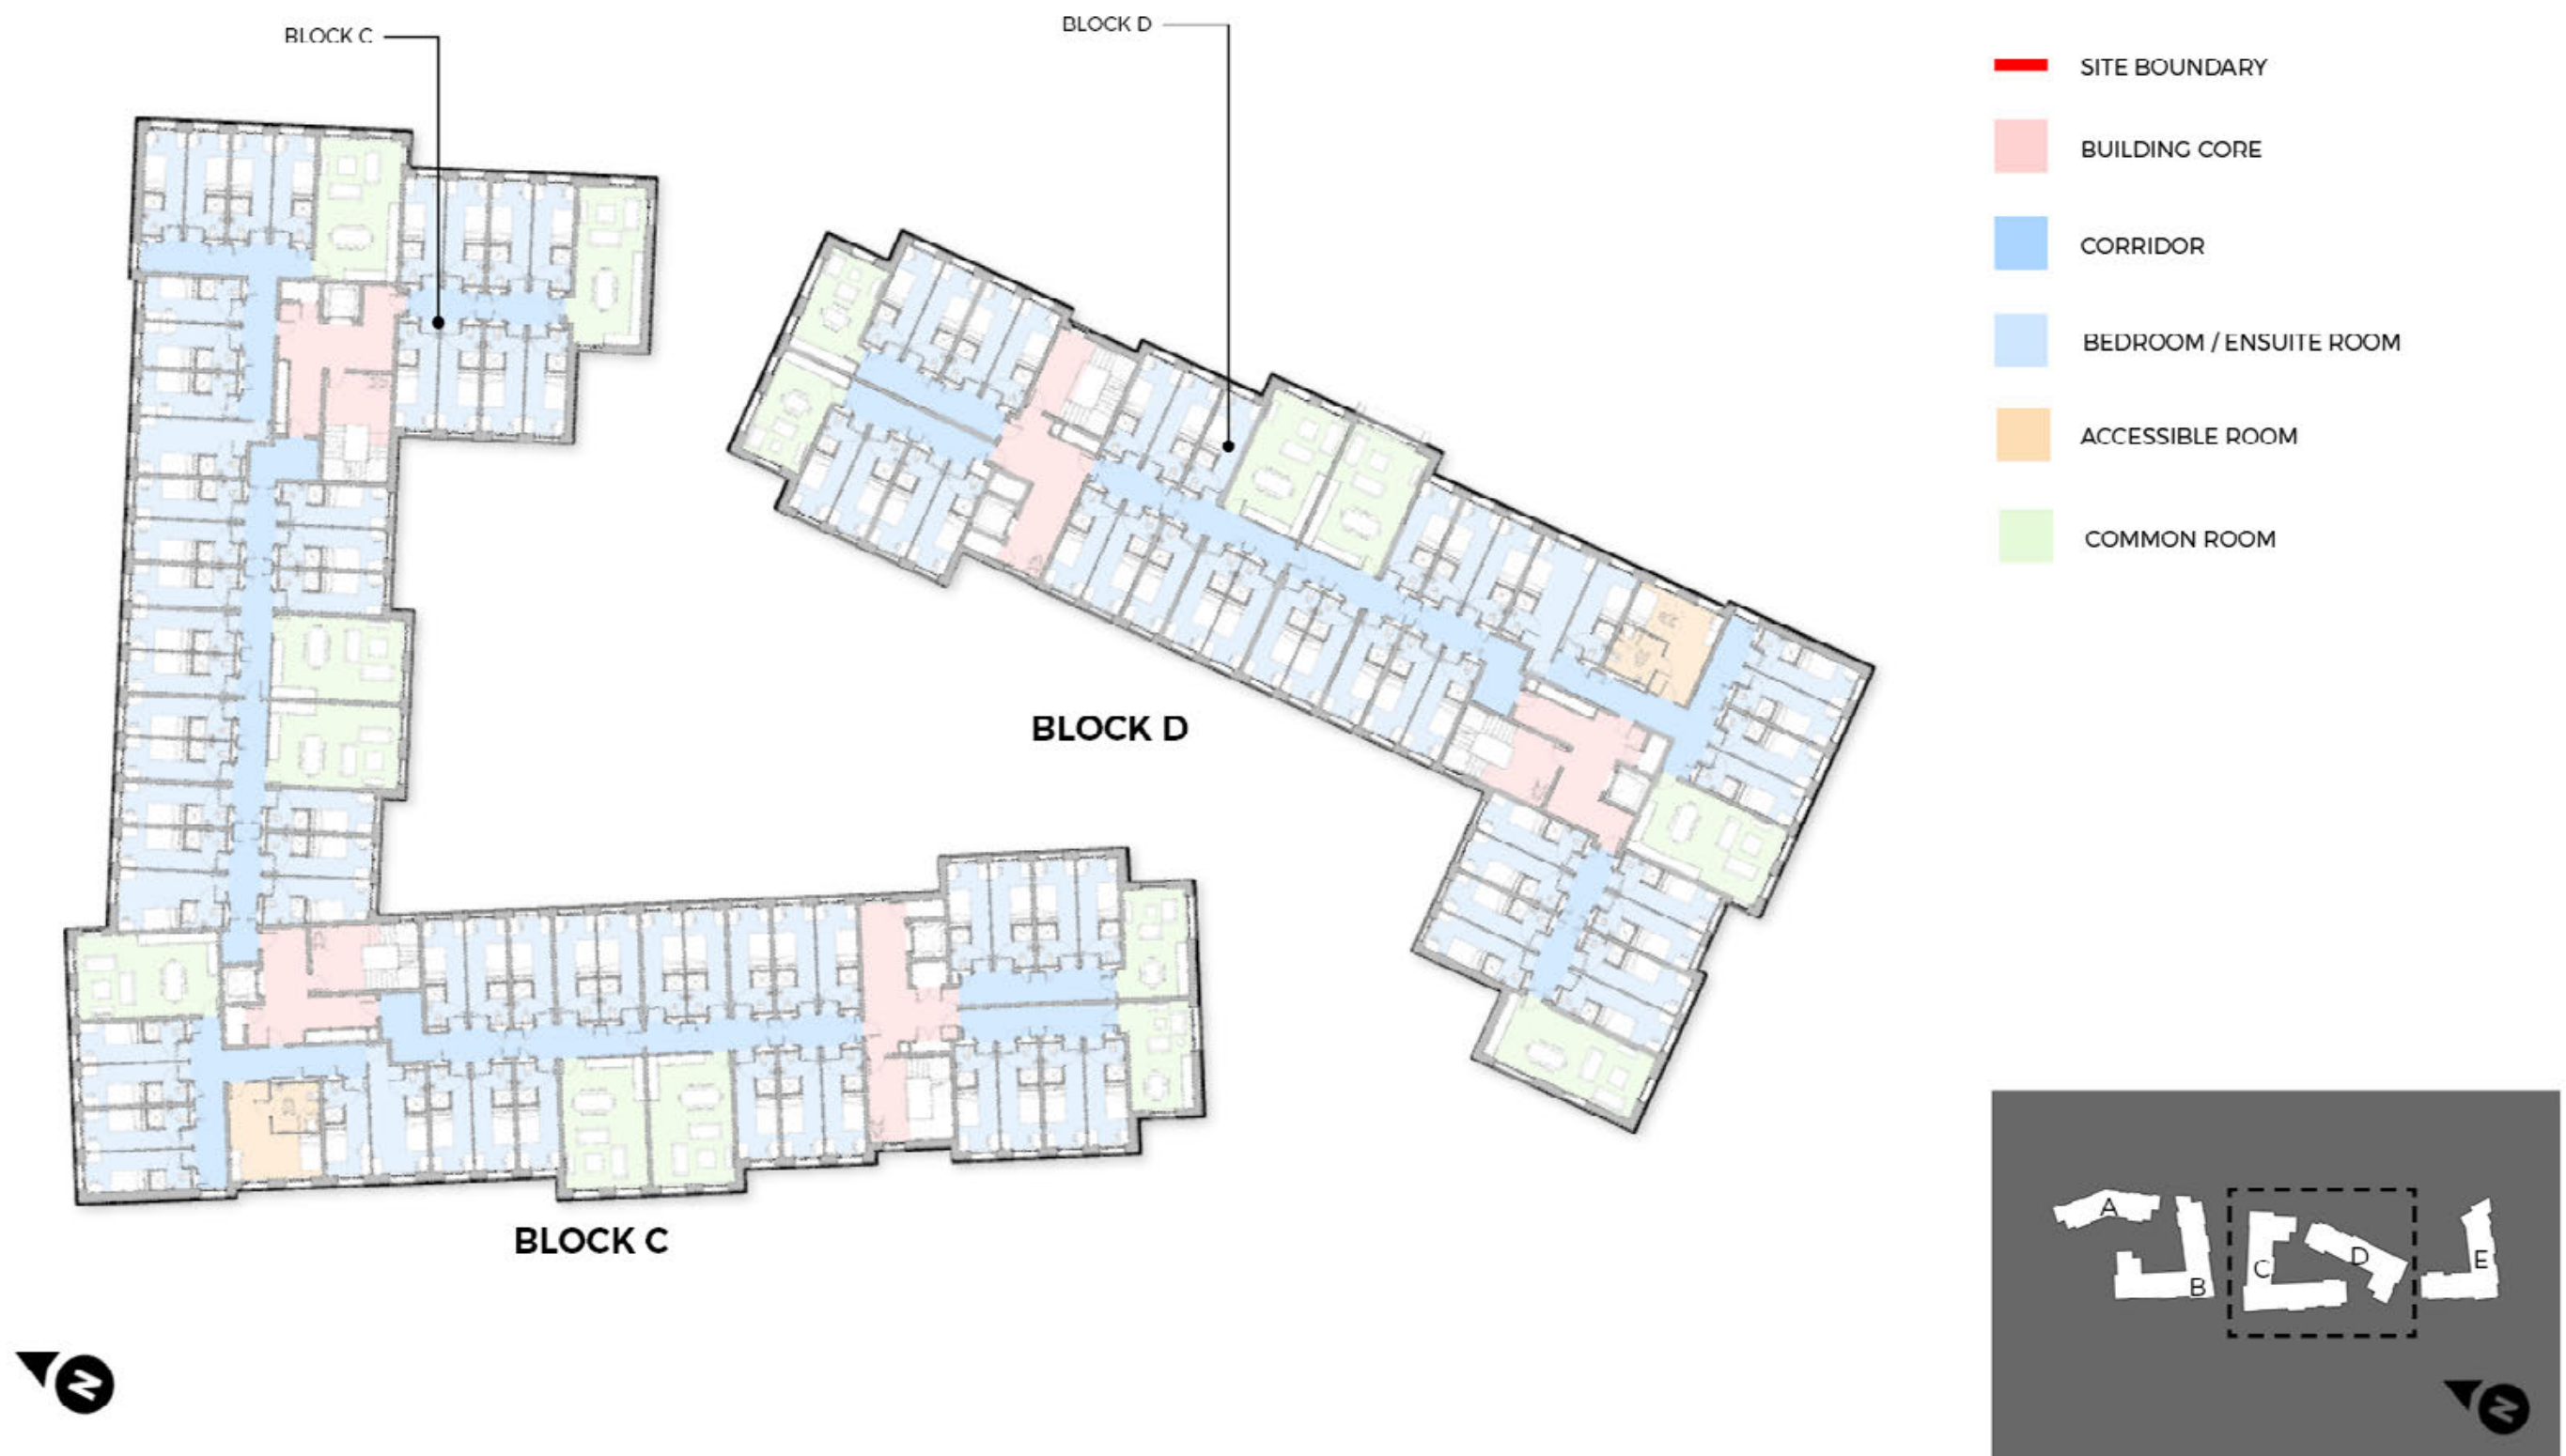 BLOCK C
BLOCK D
SITE BOUNDARY
BUILDING CORE
CORRIDOR
BEDROOM / ENSUITE ROOM
ACCESSIBLE ROOM
COMMON ROOM
BLOCK D
BLOCK C
A
B
C
D
E
N
N